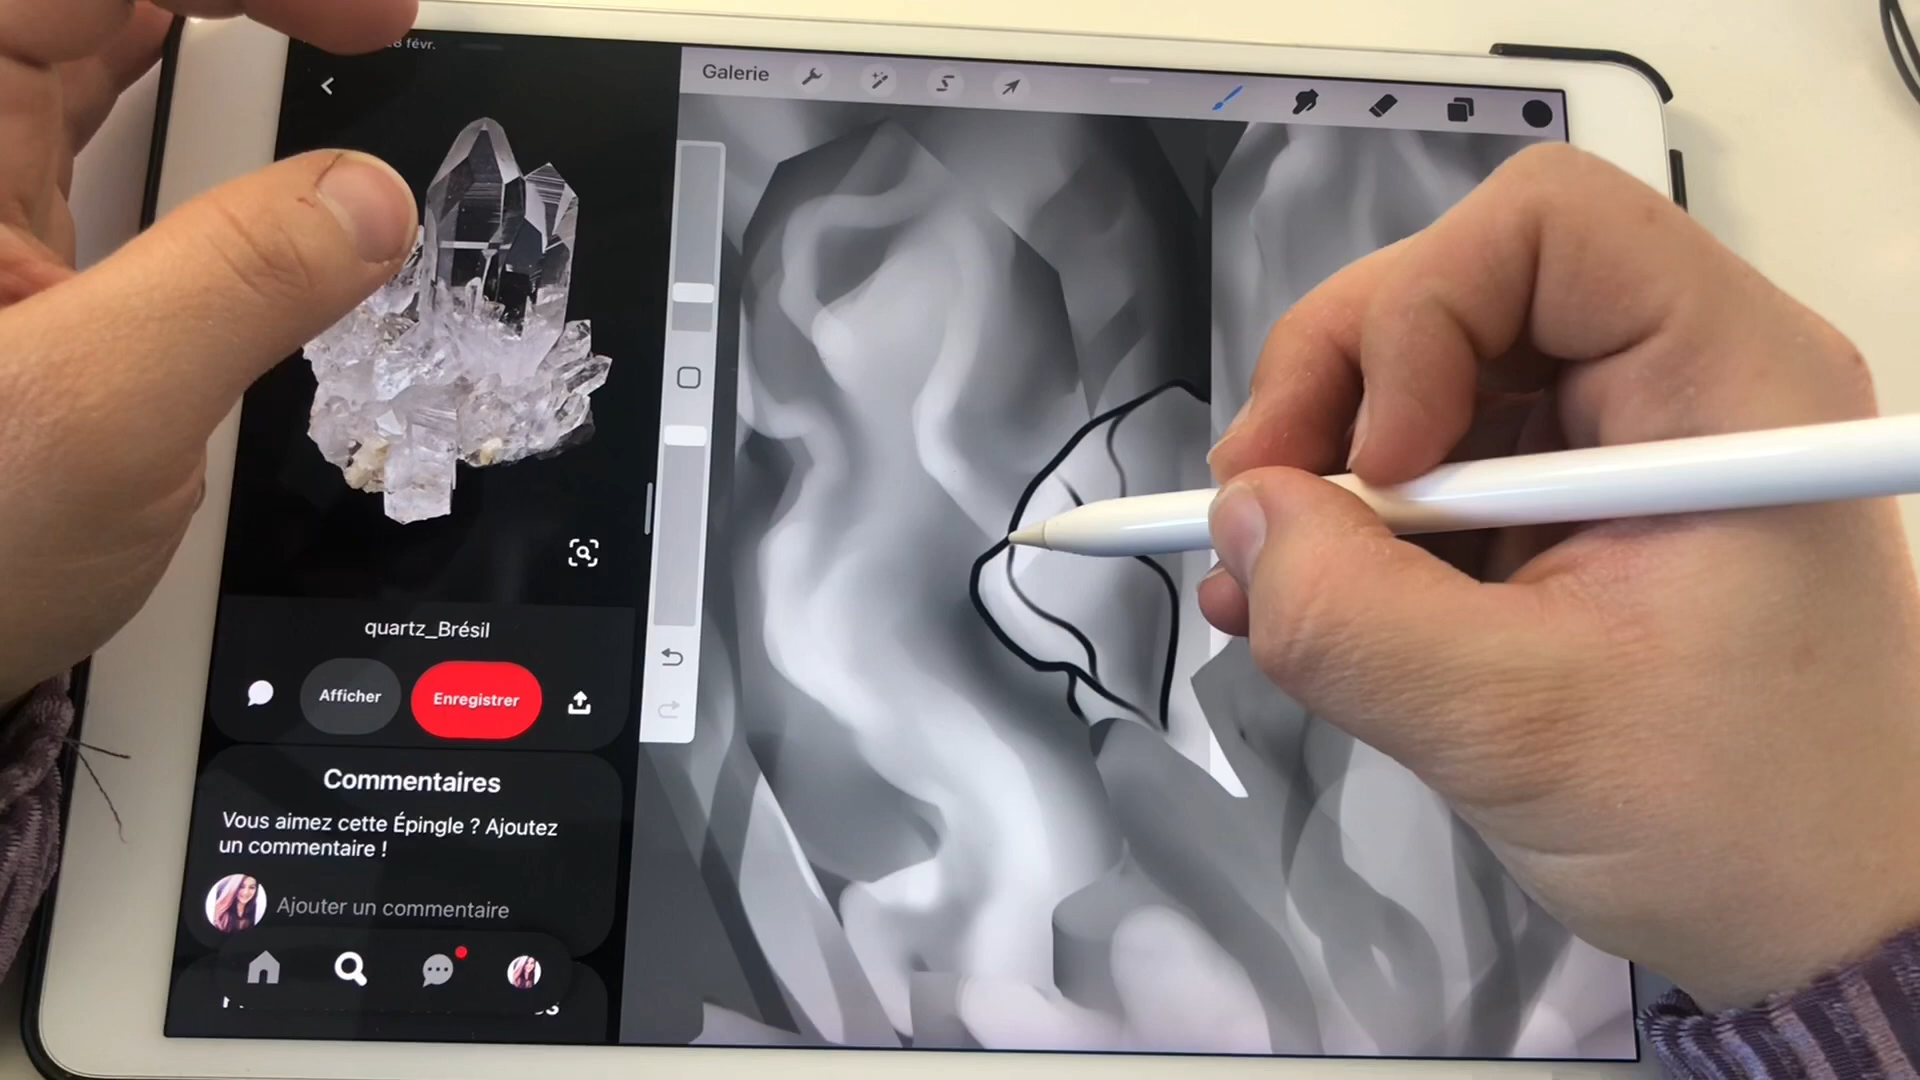 févr.
Galerie
quartz_Brésil
Afficher
Enregistrer
Commentaires
Vous aimez cette Épingle ? Ajoutez
un commentaire !
Ajouter un commentaire